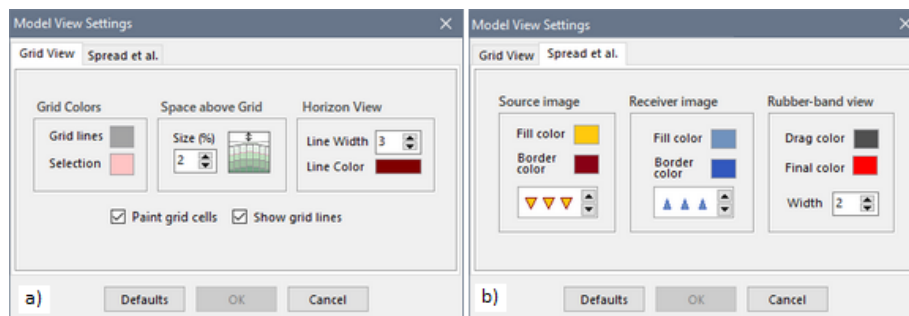 Model View Settings
Grid View Spread et al.
Grid Colors Space above Grid Horizon View
Grid lines Size (%) Line Width 3
Selection 2 Line Color
Paint grid cells Show grid lines
a) Defaults OK Cancel
Model View Settings
Grid View Spread et al.
Source image Receiver image Rubber-band view
Fill color Fill color Drag color
Border color Border color Final color
Width 2
b) Defaults OK Cancel